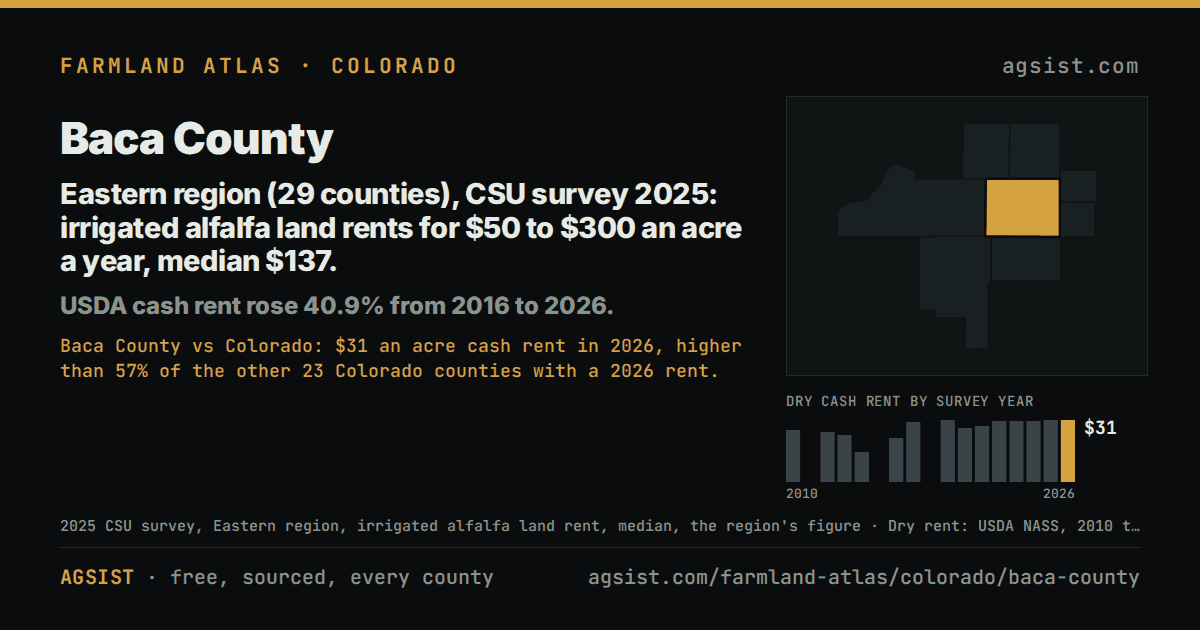 FARMLAND ATLAS · COLORADO
agsist.com
Baca County
Eastern region (29 counties), CSU survey 2025:
irrigated alfalfa land rents for $50 to $300 an acre
a year, median $137.
USDA cash rent rose 40.9% from 2016 to 2026.
Baca County vs Colorado: $31 an acre cash rent in 2026, higher
than 57% of the other 23 Colorado counties with a 2026 rent.
DRY CASH RENT BY SURVEY YEAR
$31
2010
2026
2025 CSU survey, Eastern region, irrigated alfalfa land rent, median, the region's figure · Dry rent: USDA NASS, 2010 t…
AGSIST · free, sourced, every county
agsist.com/farmland-atlas/colorado/baca-county